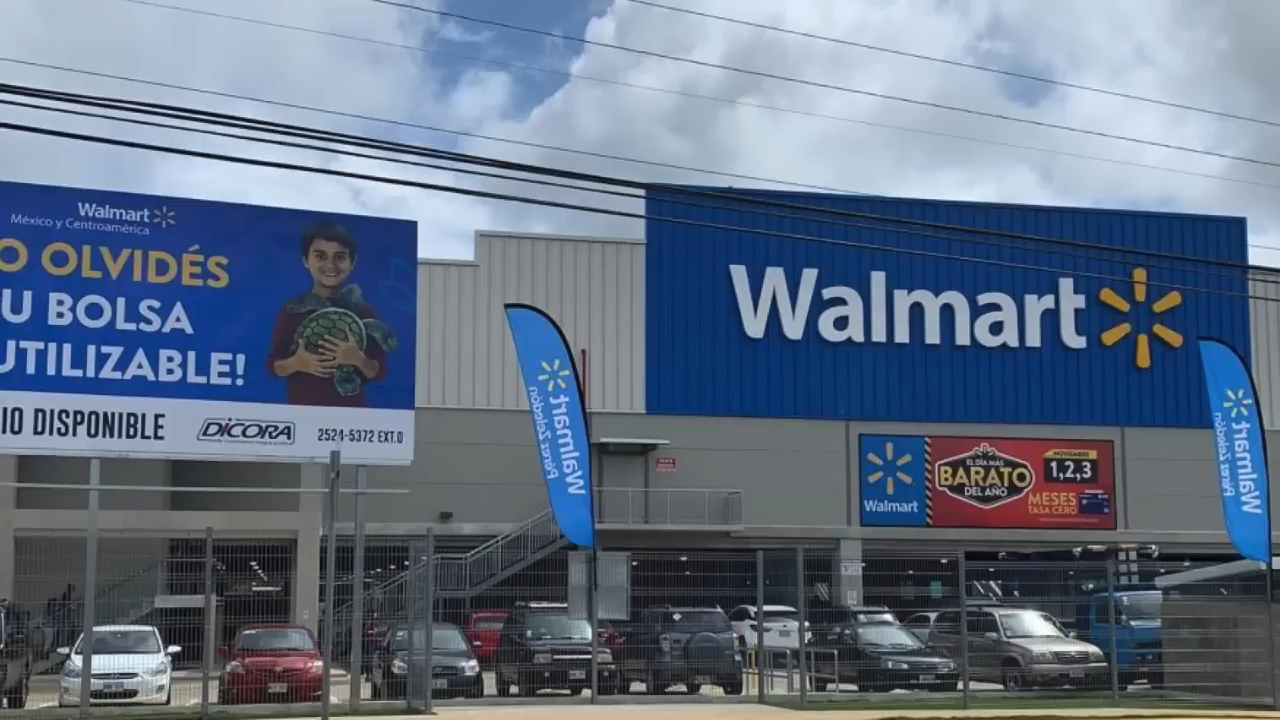 Walmart
México y Centroamérica
O OLVIDÉS
U BOLSA
UTILIZABLE!
IO DISPONIBLE
DICORA
2524-5372 EXT.0
Walmart
Pérez Zeledón
Walmart
Walmart
EL DÍA MÁS
BARATO
DEL AÑO
NOVIEMBRE
1,2,3
MESES
TASA CERO
Walmart
Pérez Zeledón